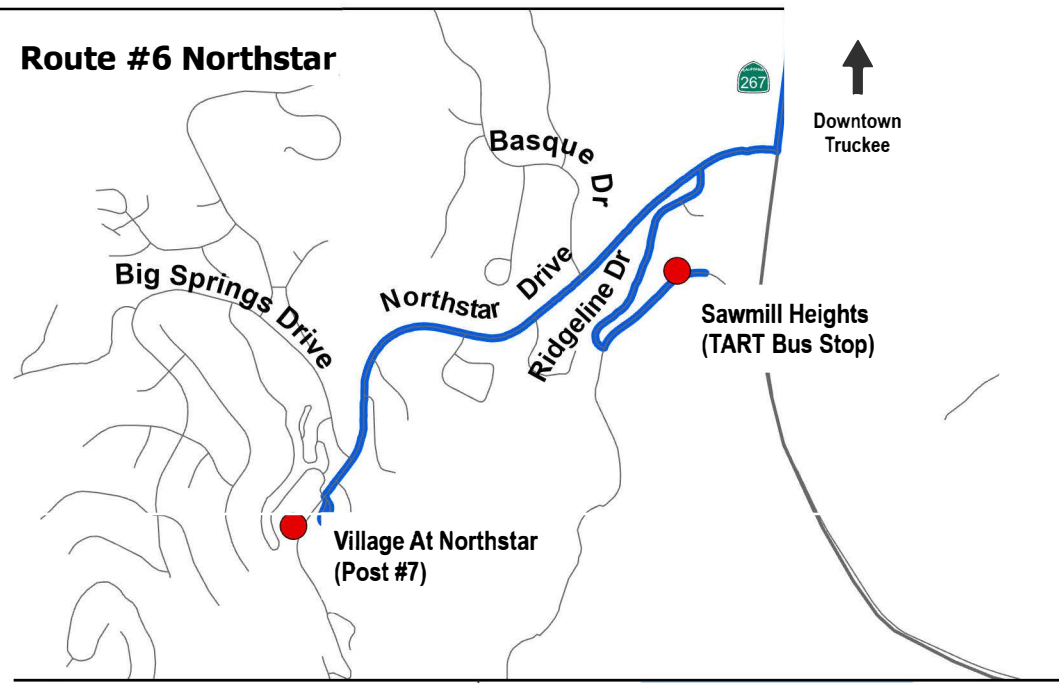 Route #6 Northstar
CALIFORNIA
267
Downtown
Truckee
Basque Dr
Big Springs Drive
Northstar Drive
Ridgeline Dr
Sawmill Heights
(TART Bus Stop)
Village At Northstar
(Post #7)